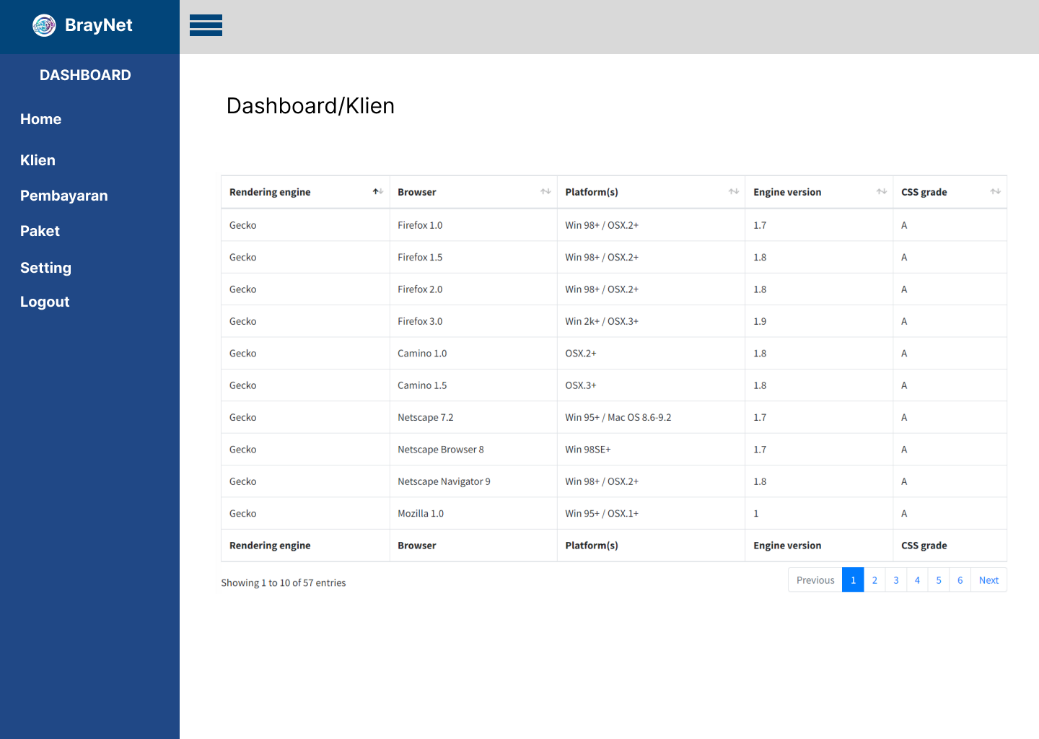 BrayNet
DASHBOARD
Home
Klien
Pembayaran
Paket
Setting
Logout
Dashboard/Klien
Rendering engine Browser Platform(s) Engine version CSS grade
Gecko Firefox 1.0 Win 98+ / OSX.2+ 1.7 A
Gecko Firefox 1.5 Win 98+ / OSX.2+ 1.8 A
Gecko Firefox 2.0 Win 98+ / OSX.2+ 1.8 A
Gecko Firefox 3.0 Win 2k+ / OSX.3+ 1.9 A
Gecko Camino 1.0 OSX.2+ 1.8 A
Gecko Camino 1.5 OSX.3+ 1.8 A
Gecko Netscape 7.2 Win 95+ / Mac OS 8.6-9.2 1.7 A
Gecko Netscape Browser 8 Win 98SE+ 1.7 A
Gecko Netscape Navigator 9 Win 98+ / OSX.2+ 1.8 A
Gecko Mozilla 1.0 Win 95+ / OSX.1+ 1 A
Rendering engine Browser Platform(s) Engine version CSS grade
Showing 1 to 10 of 57 entries
Previous 1 2 3 4 5 6 Next